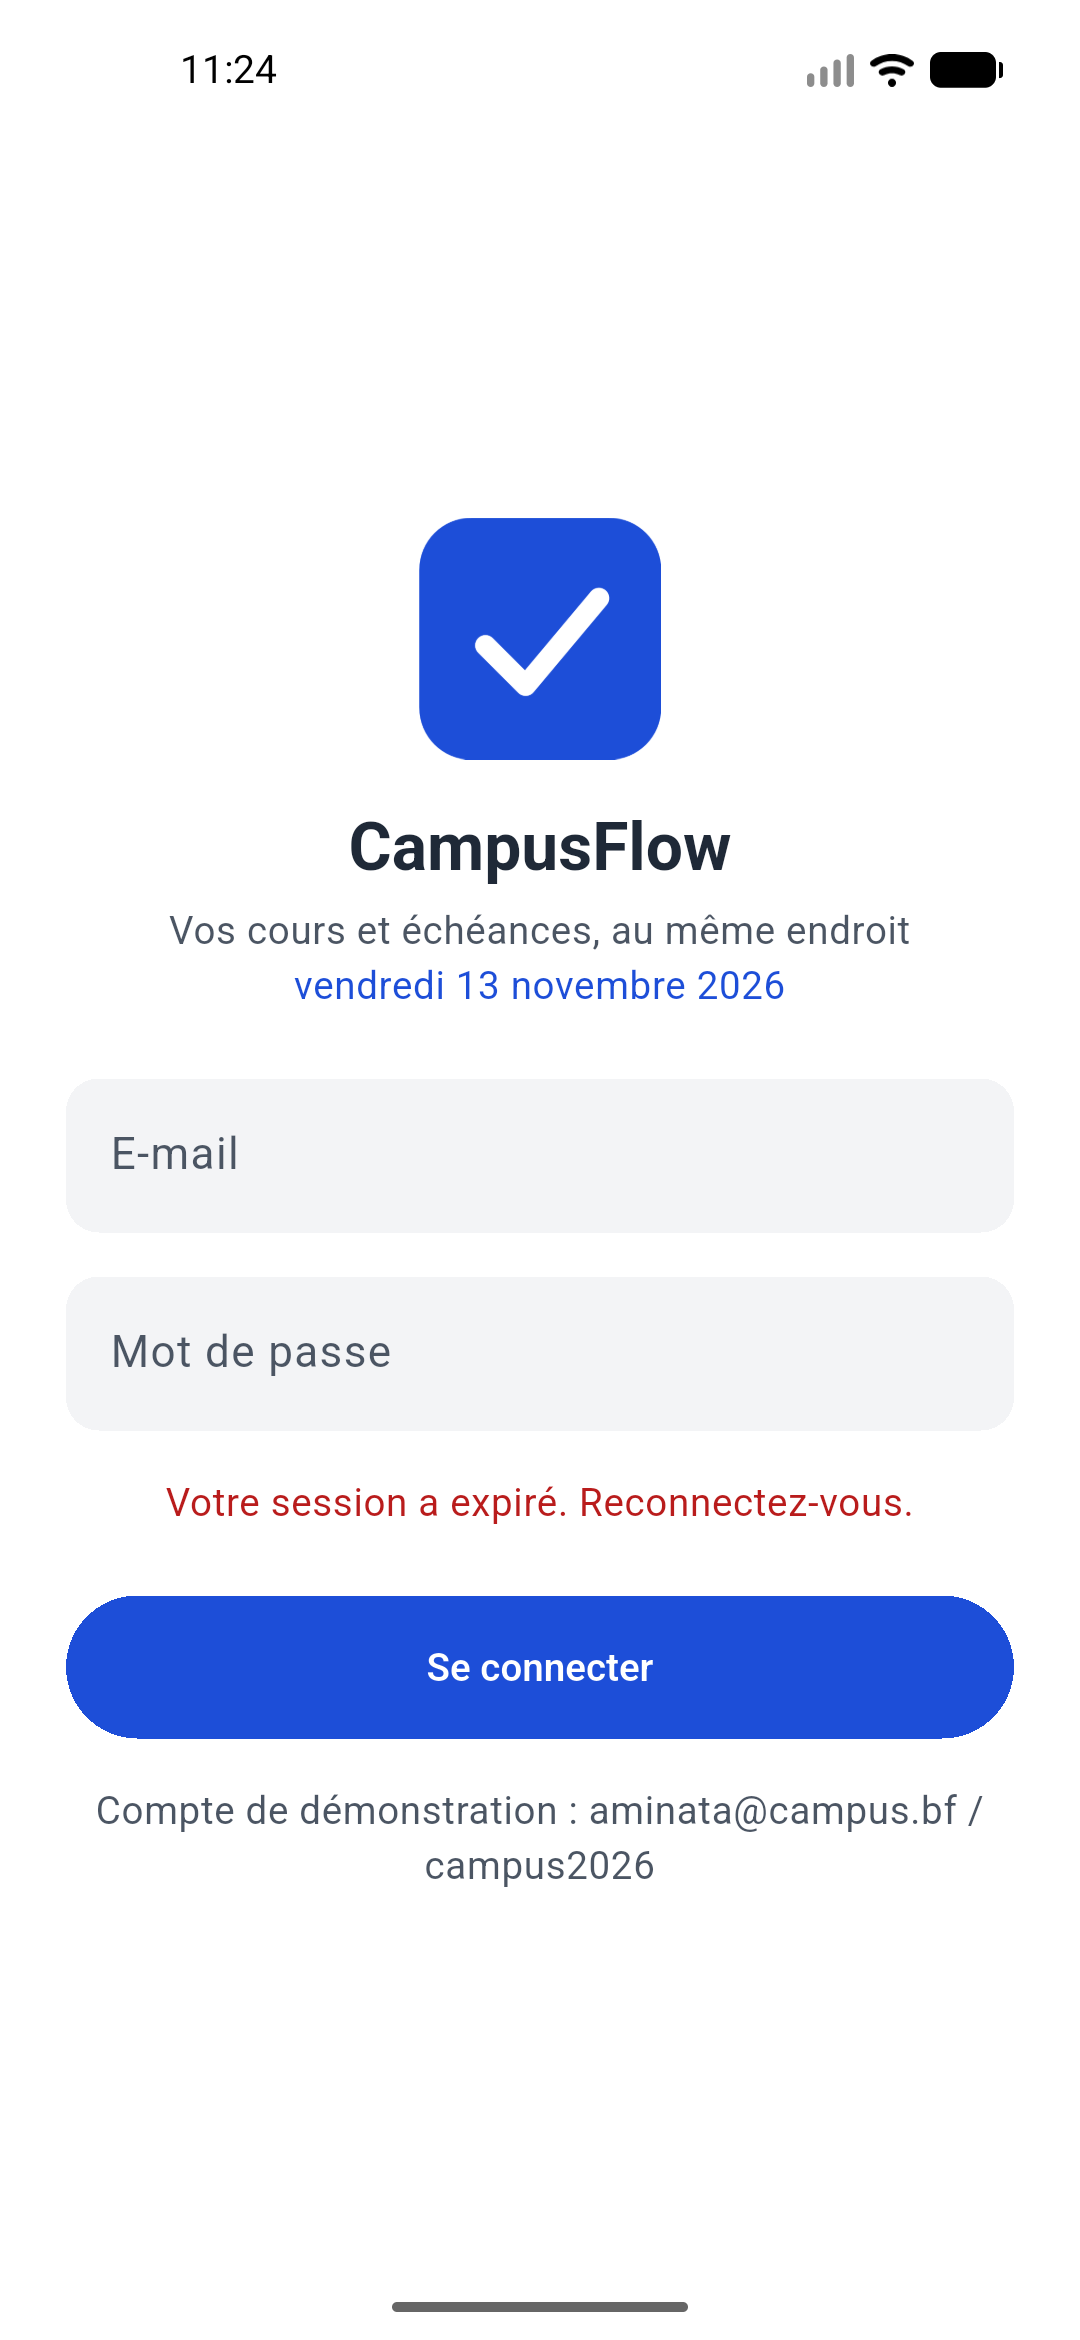 11:24
CampusFlow
Vos cours et échéances, au même endroit
vendredi 13 novembre 2026
E-mail
Mot de passe
Votre session a expiré. Reconnectez-vous.
Se connecter
Compte de démonstration : aminata@campus.bf /
campus2026